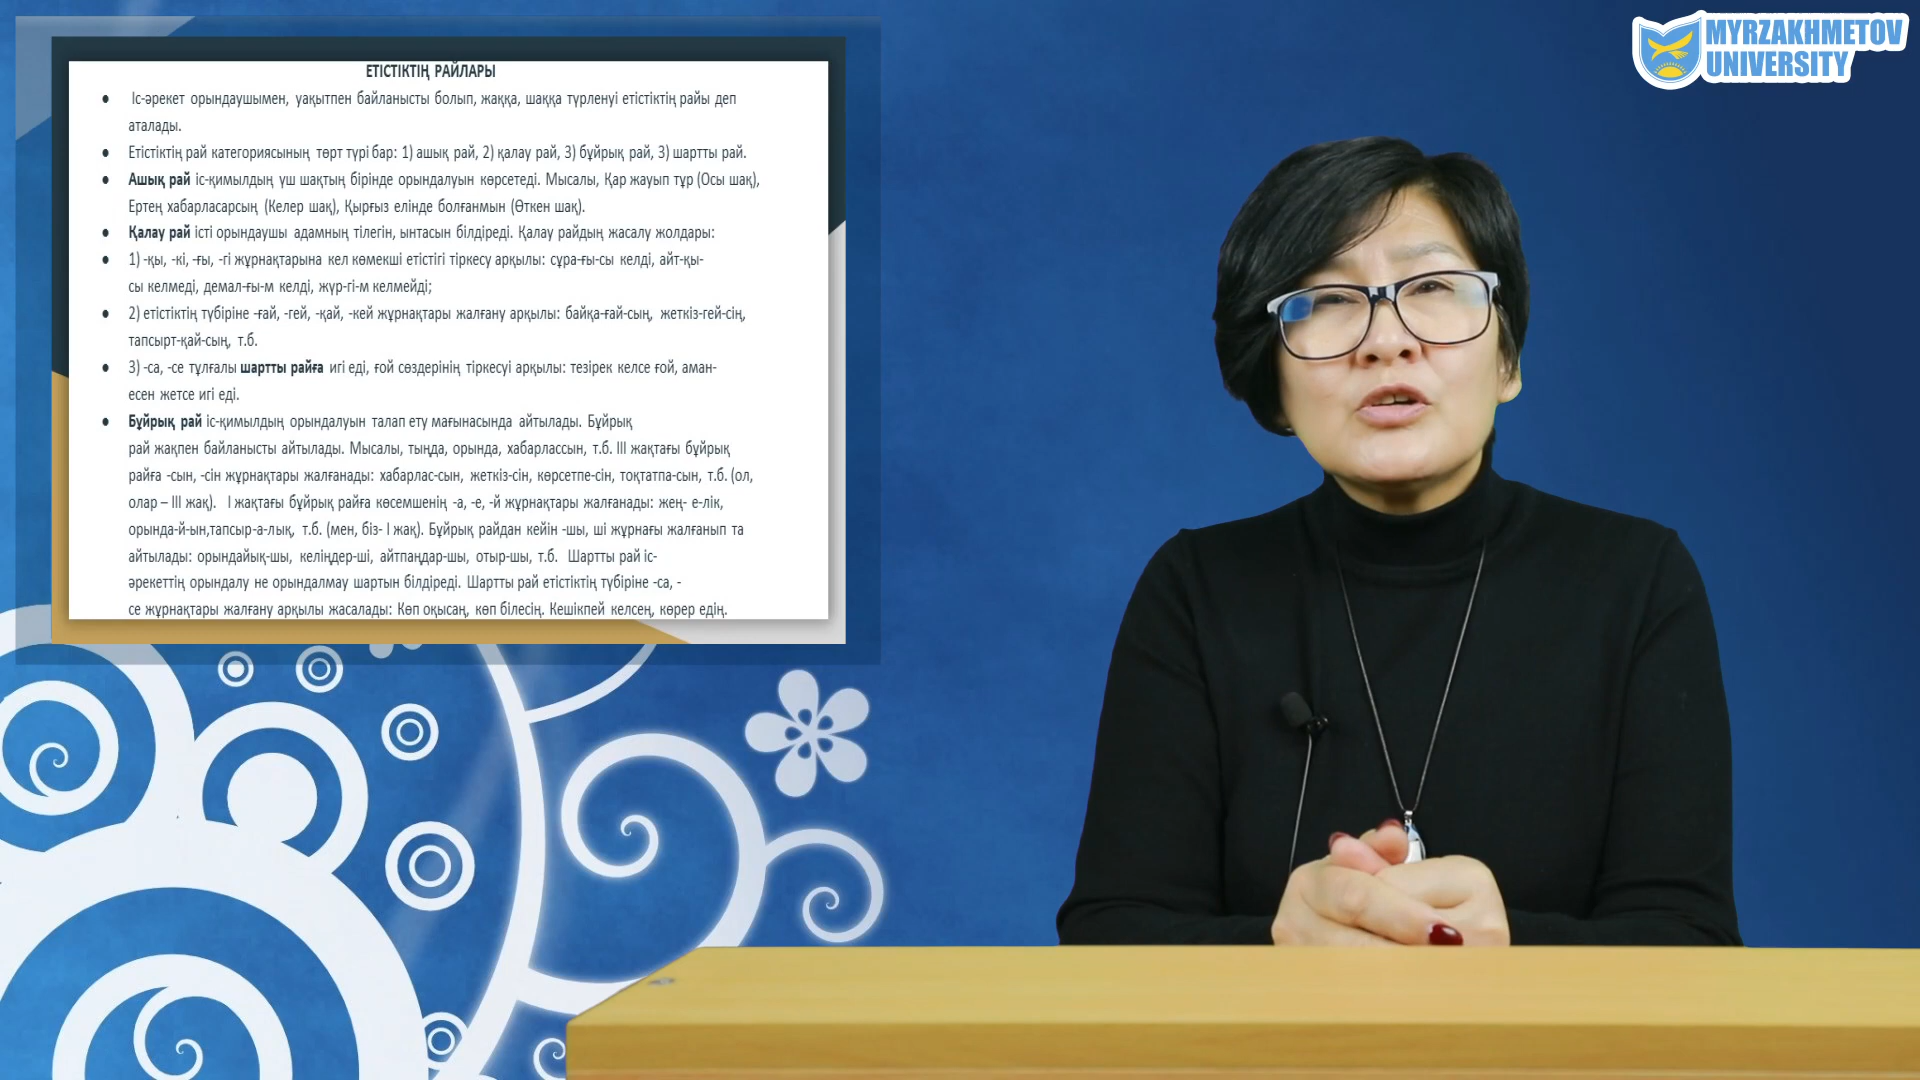 ЕТІСТІКТІҢ РАЙЛАРЫ
● Іс-әрекет орындаушымен, уақытпен байланысты болып, жаққа, шаққа түрленуі етістіктің райы деп
аталады.
● Етістіктің рай категориясының төрт түрі бар: 1) ашық рай, 2) қалау рай, 3) бұйрық рай, 3) шартты рай.
● Ашық рай іс-қимылдың үш шақтың бірінде орындалуын көрсетеді. Мысалы, Қар жауып тұр (Осы шақ),
Ертең хабарласарсың (Келер шақ), Қырғыз елінде болғанмын (Өткен шақ).
● Қалау рай істі орындаушы адамның тілегін, ынтасын білдіреді. Қалау райдың жасалу жолдары:
● 1) -қы, -кі, -ғы, -гі жұрнақтарына кел көмекші етістігі тіркесу арқылы: сұра-ғы-сы келді, айт-қы-
сы келмеді, демал-ғы-м келді, жүр-гі-м келмейді;
● 2) етістіктің түбіріне -ғай, -гей, -қай, -кей жұрнақтары жалғану арқылы: байқа-ғай-сың, жеткіз-гей-сің,
тапсырт-қай-сың, т.б.
● 3) -са, -се тұлғалы шартты райға игі еді, ғой сөздерінің тіркесуі арқылы: тезірек келсе ғой, аман-
есен жетсе игі еді.
● Бұйрық рай іс-қимылдың орындалуын талап ету мағынасында айтылады. Бұйрық
рай жақпен байланысты айтылады. Мысалы, тыңда, орында, хабарлассын, т.б. ІІІ жақтағы бұйрық
райға -сын, -сін жұрнақтары жалғанады: хабарлас-сын, жеткіз-сін, көрсетпе-сін, тоқтатпа-сын, т.б. (ол,
олар – ІІІ жақ). І жақтағы бұйрық райға көсемшенің -а, -е, -й жұрнақтары жалғанады: жең- е-лік,
орында-й-ын,тапсыр-а-лық, т.б. (мен, біз- І жақ). Бұйрық райдан кейін -шы, ші жұрнағы жалғанып та
айтылады: орындайық-шы, келіңдер-ші, айтпаңдар-шы, отыр-шы, т.б. Шартты рай іс-
әрекеттің орындалу не орындалмау шартын білдіреді. Шартты рай етістіктің түбіріне -са, -
се жұрнақтары жалғану арқылы жасалады: Көп оқысаң, көп білесің. Кешікпей келсең, көрер едің.
MYRZAKHMETOV
UNIVERSITY